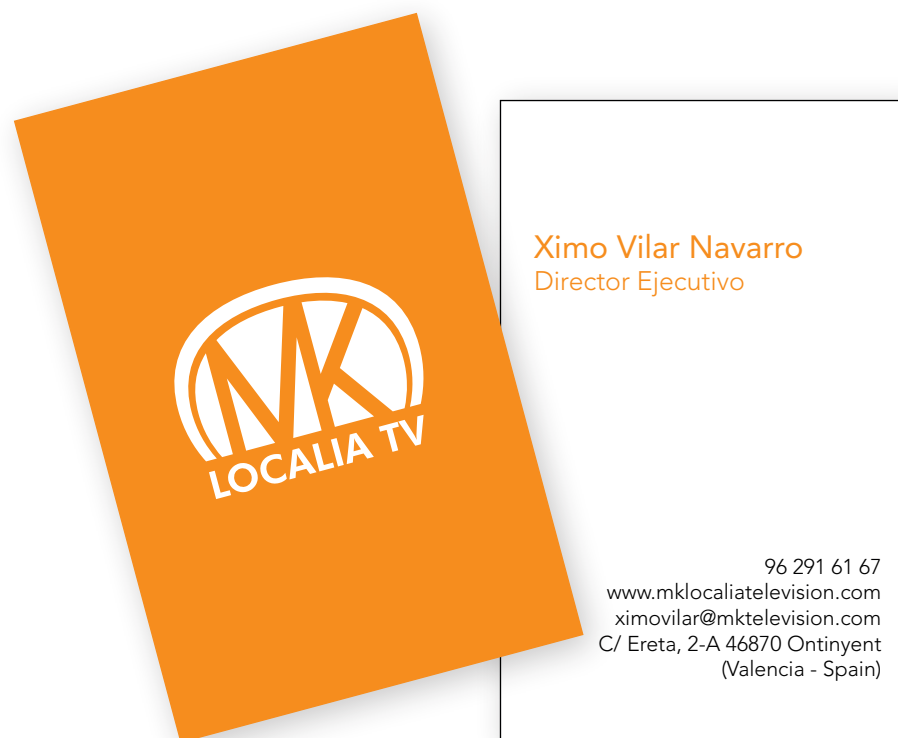 MK
LOCALIA TV
Ximo Vilar Navarro
Director Ejecutivo
96 291 61 67
www.mklocaliatelevision.com
ximovilar@mktelevision.com
C/ Ereta, 2-A 46870 Ontinyent
(Valencia - Spain)